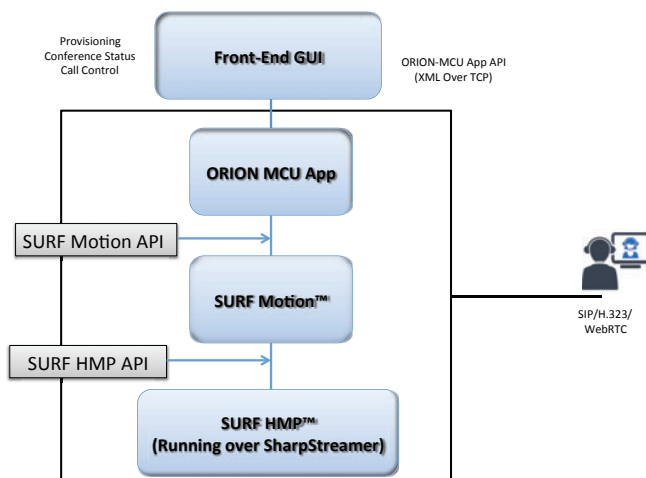 Provisioning
Conference Status
Call Control
Front-End GUI
ORION-MCU App API
(XML Over TCP)
ORION MCU App
SURF Motion API
SURF Motion™
SIP/H.323/
WebRTC
SURF HMP API
SURF HMP™
(Running over SharpStreamer)